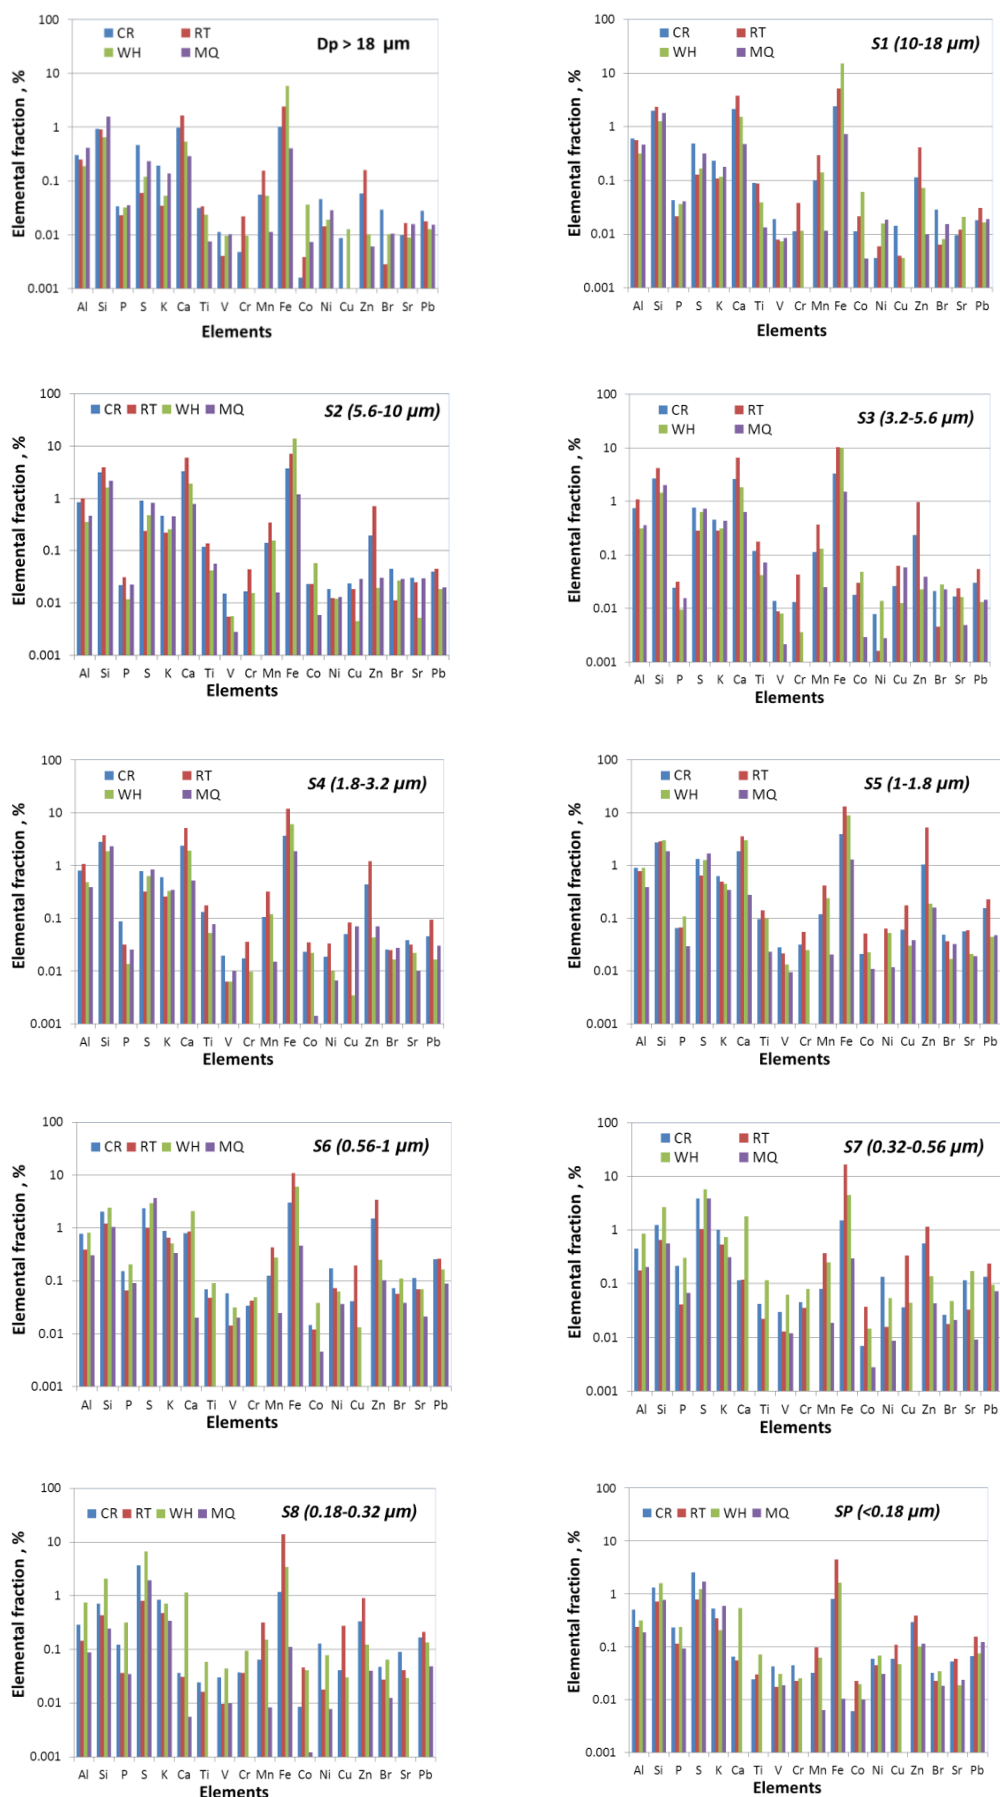 CR RT
WH MQ
Dp > 18 µm
Elemental fraction , %
100
10
1
0.1
0.01
0.001
Al Si P S K Ca Ti V Cr Mn Fe Co Ni Cu Zn Br Sr Pb
Elements
CR RT
WH MQ
S1 (10-18 µm)
Elemental fraction , %
100
10
1
0.1
0.01
0.001
Al Si P S K Ca Ti V Cr Mn Fe Co Ni Cu Zn Br Sr Pb
Elements
CR RT WH MQ
S2 (5.6-10 µm)
Elemental fraction , %
100
10
1
0.1
0.01
0.001
Al Si P S K Ca Ti V Cr Mn Fe Co Ni Cu Zn Br Sr Pb
Elements
CR RT
WH MQ
S3 (3.2-5.6 µm)
Elemental fraction , %
100
10
1
0.1
0.01
0.001
Al Si P S K Ca Ti V Cr Mn Fe Co Ni Cu Zn Br Sr Pb
Elements
CR RT
WH MQ
S4 (1.8-3.2 µm)
Elemental fraction , %
100
10
1
0.1
0.01
0.001
Al Si P S K Ca Ti V Cr Mn Fe Co Ni Cu Zn Br Sr Pb
Elements
CR RT
WH MQ
S5 (1-1.8 µm)
Elemental fraction , %
100
10
1
0.1
0.01
0.001
Al Si P S K Ca Ti V Cr Mn Fe Co Ni Cu Zn Br Sr Pb
Elements
CR RT WH MQ
S6 (0.56-1 µm)
Elemental fraction , %
100
10
1
0.1
0.01
0.001
Al Si P S K Ca Ti V Cr Mn Fe Co Ni Cu Zn Br Sr Pb
Elements
CR RT
WH MQ
S7 (0.32-0.56 µm)
Elemental fraction , %
100
10
1
0.1
0.01
0.001
Al Si P S K Ca Ti V Cr Mn Fe Co Ni Cu Zn Br Sr Pb
Elements
CR RT WH MQ
S8 (0.18-0.32 µm)
Elemental fraction , %
100
10
1
0.1
0.01
0.001
Al Si P S K Ca Ti V Cr Mn Fe Co Ni Cu Zn Br Sr Pb
Elements
CR RT WH MQ
SP (<0.18 µm)
Elemental fraction , %
100
10
1
0.1
0.01
0.001
Al Si P S K Ca Ti V Cr Mn Fe Co Ni Cu Zn Br Sr Pb
Elements